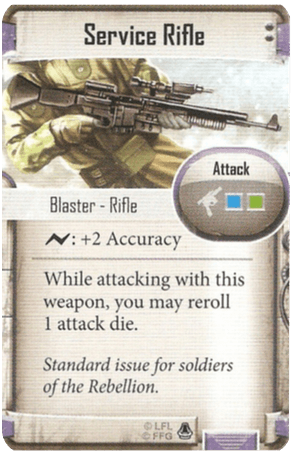 Service Rifle
Attack
Blaster - Rifle
: +2 Accuracy
While attacking with this
weapon, you may reroll
1 attack die.
Standard issue for soldiers
of the Rebellion.
© LFL
© FFG